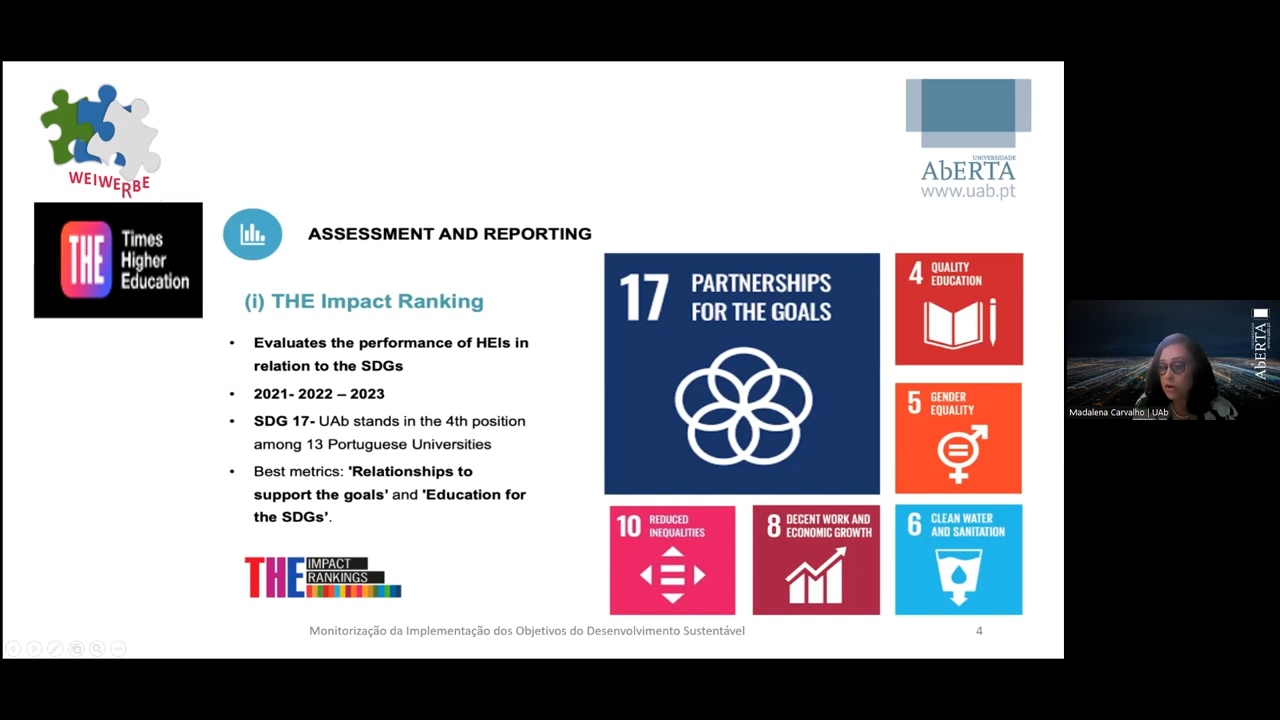 WEIWERBE
UNIVERSIDADE
AbERTA
www.uab.pt
THE Times
Higher
Education
ASSESSMENT AND REPORTING
(i) THE Impact Ranking
• Evaluates the performance of HEIs in
relation to the SDGs
• 2021- 2022 – 2023
• SDG 17- UAb stands in the 4th position
among 13 Portuguese Universities
• Best metrics: 'Relationships to
support the goals’ and 'Education for
the SDGs’.
THE IMPACT
RANKINGS
17 PARTNERSHIPS
FOR THE GOALS
4 QUALITY
EDUCATION
5 GENDER
EQUALITY
10 REDUCED
INEQUALITIES
8 DECENT WORK AND
ECONOMIC GROWTH
6 CLEAN WATER
AND SANITATION
Monitorização da Implementação dos Objetivos do Desenvolvimento Sustentável
4
AbERTA
Madalena Carvalho | UAb